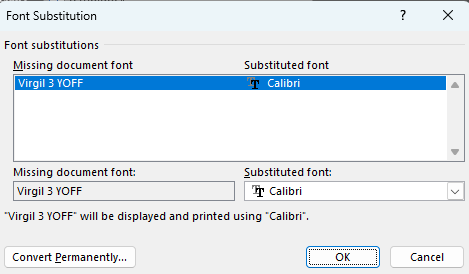 Font Substitution
Font substitutions
Missing document font Substituted font
Virgil 3 YOFF Calibri
Missing document font: Substituted font:
Virgil 3 YOFF Calibri
"Virgil 3 YOFF" will be displayed and printed using "Calibri".
Convert Permanently... OK Cancel